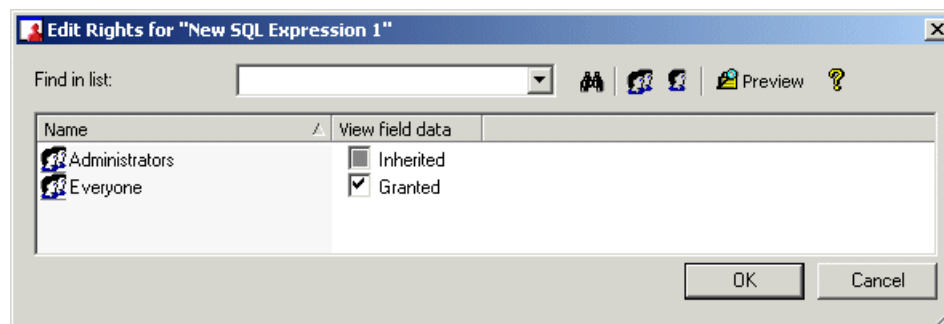 Edit Rights for "New SQL Expression 1"
Find in list:
Preview
Name View field data
Administrators Inherited
Everyone Granted
OK Cancel